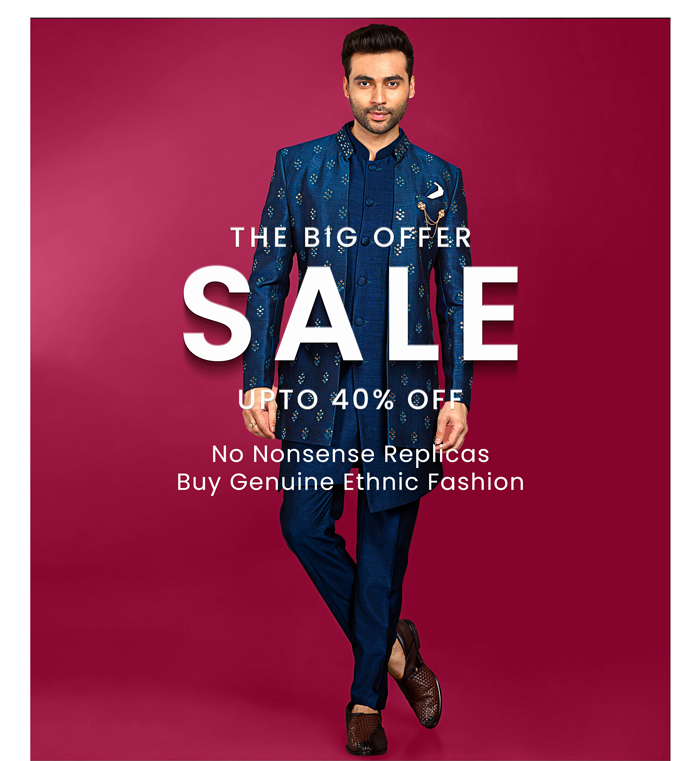 THE BIG OFFER
SALE
UPTO 40% OFF
No Nonsense Replicas
Buy Genuine Ethnic Fashion